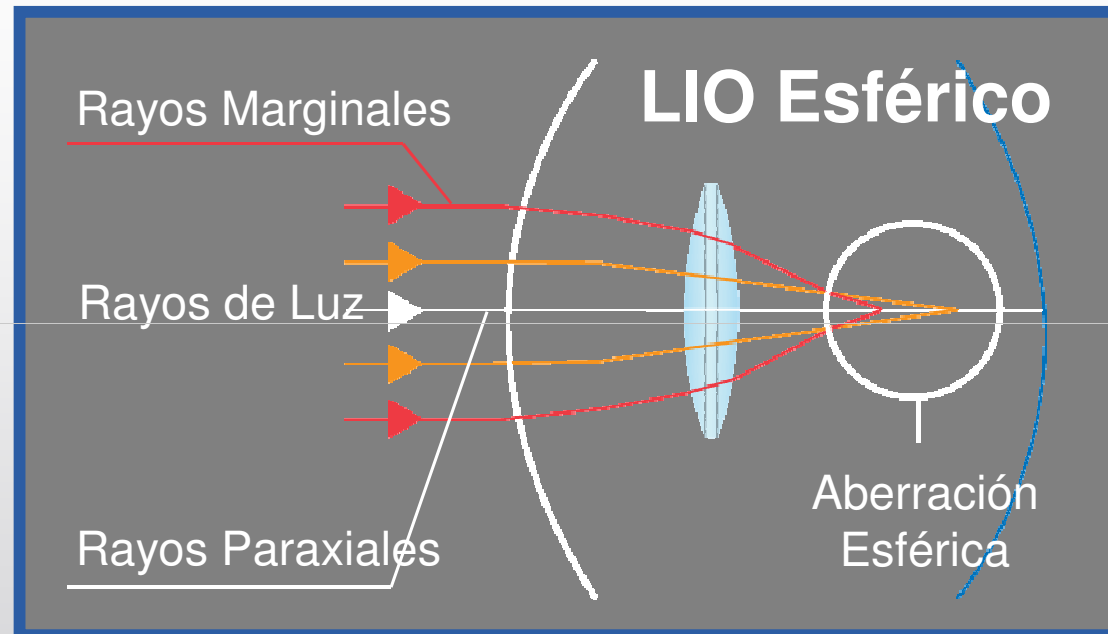 LIO Esférico
Rayos Marginales
Rayos de Luz
Rayos Paraxiales
Aberración
Esférica